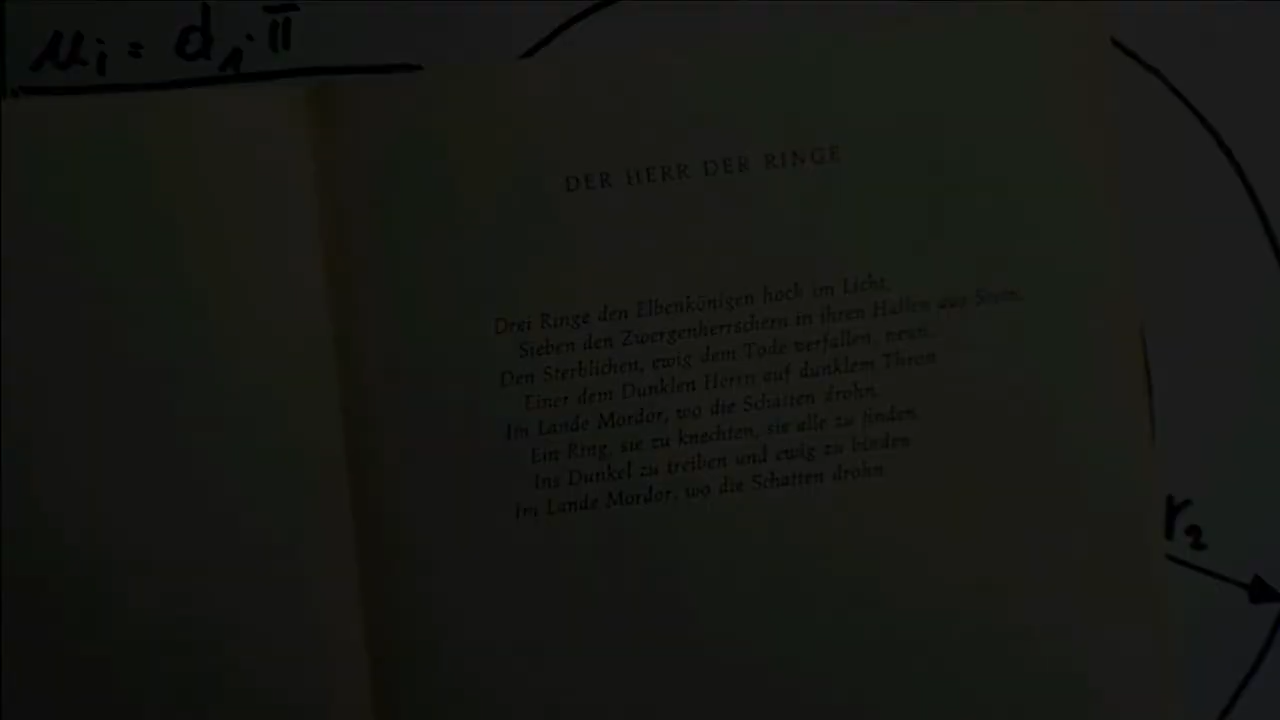 u_i = d_1 · π
DER HERR DER RINGE
Drei Ringe den Elbenkönigen hoch im Licht,
Sieben den Zwergenherrschern in ihren Hallen aus Stein,
Den Sterblichen, ewig dem Tode verfallen, neun,
Einer dem Dunklen Herrn auf dunklem Thron
Im Lande Mordor, wo die Schatten drohn.
Ein Ring, sie zu knechten, sie alle zu finden,
Ins Dunkel zu treiben und ewig zu binden
Im Lande Mordor, wo die Schatten drohn.
r_2